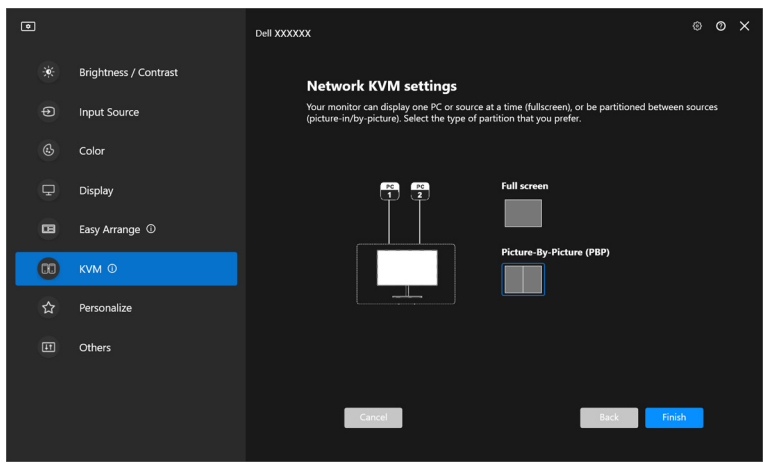 Dell XXXXXX
Brightness / Contrast
Input Source
Color
Display
Easy Arrange
KVM
Personalize
Others
Network KVM settings
Your monitor can display one PC or source at a time (fullscreen), or be partitioned between sources
(picture-in/by-picture). Select the type of partition that you prefer.
PC
1
PC
2
Full screen
Picture-By-Picture (PBP)
Cancel
Back
Finish